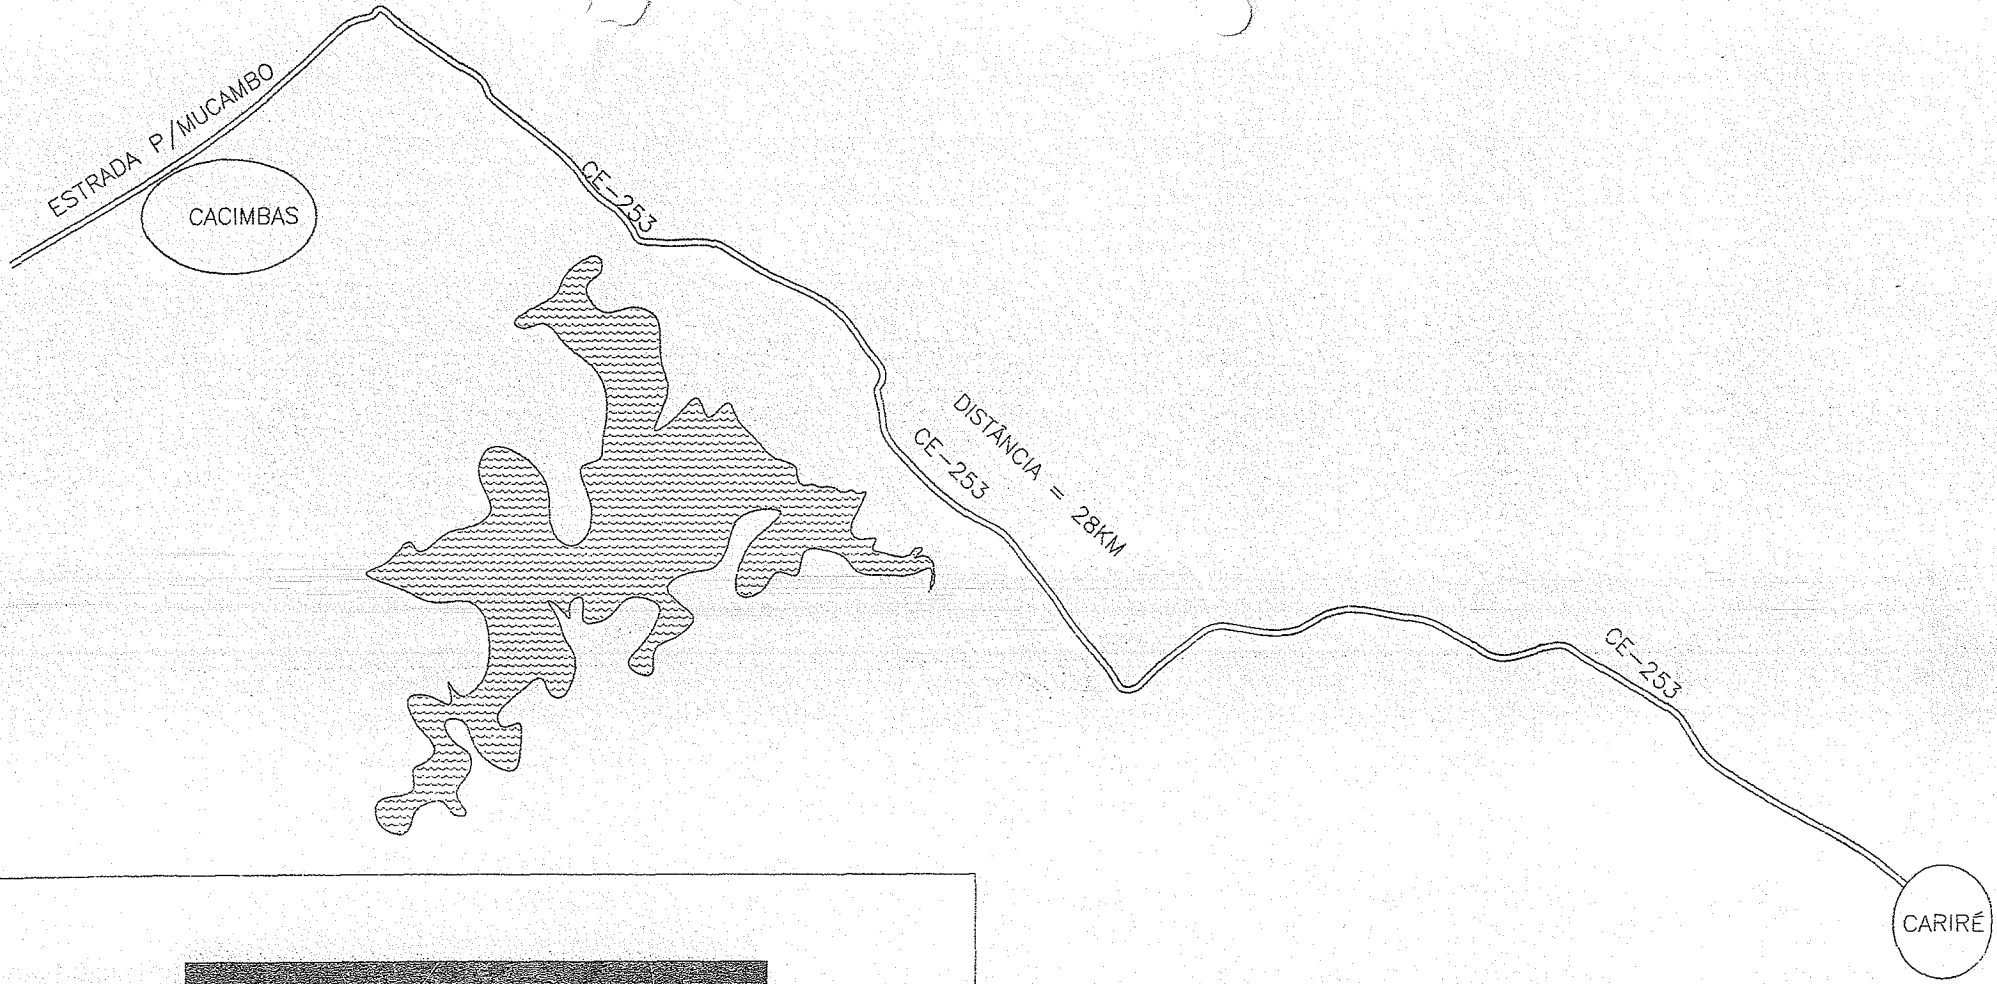 ESTRADA P/MUCAMBO
CACIMBAS
CE-253
DISTÂNCIA = 28KM
CE-253
CE-253
CARIRÉ